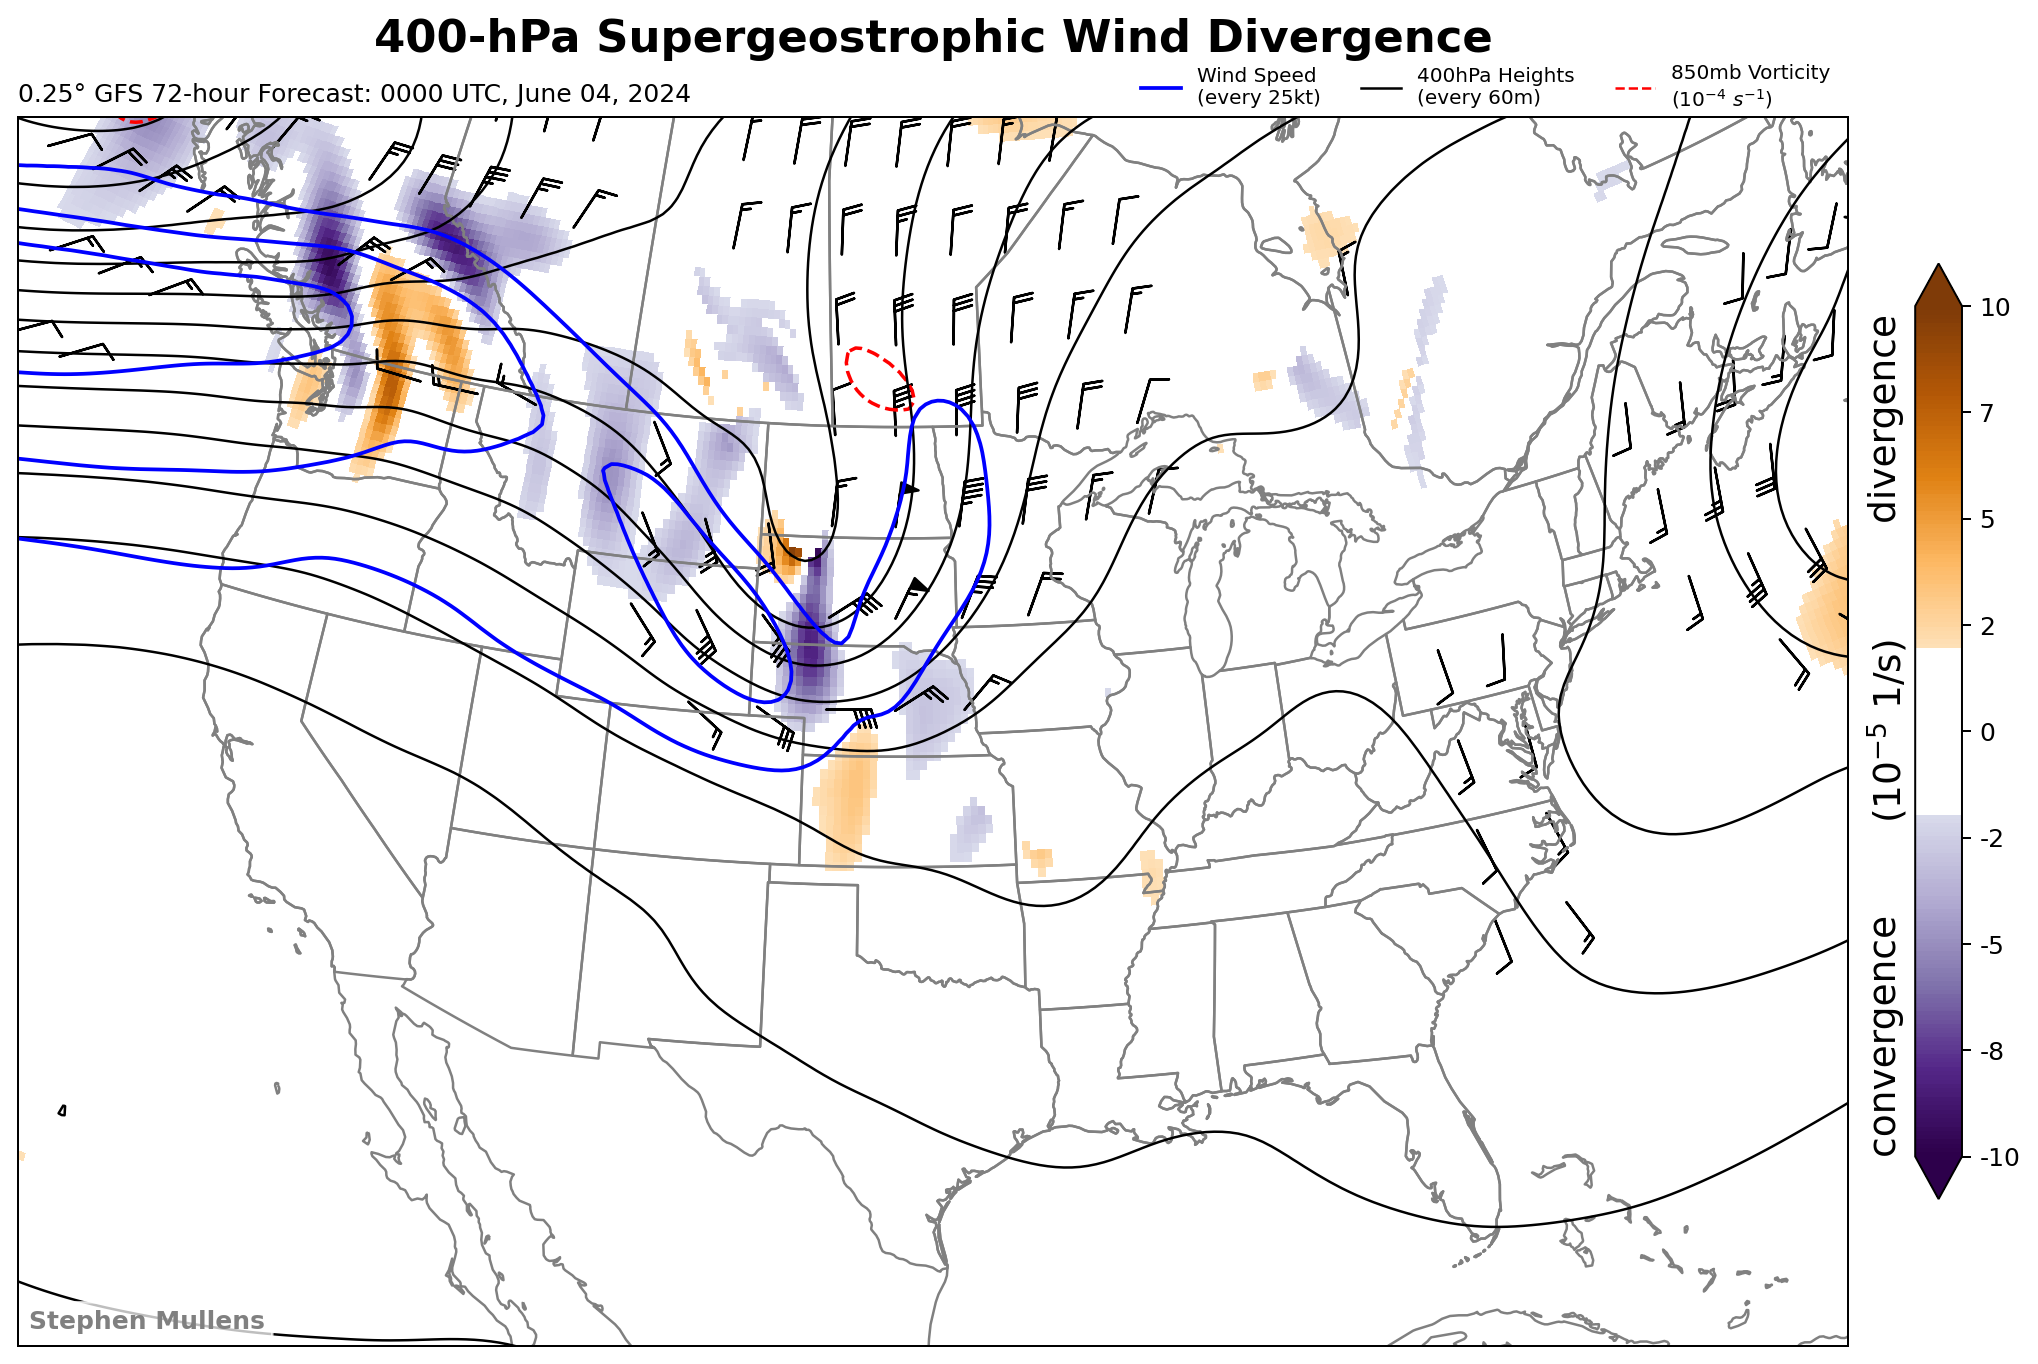 400-hPa Supergeostrophic Wind Divergence
0.25° GFS 72-hour Forecast: 0000 UTC, June 04, 2024
Wind Speed
(every 25kt)
400hPa Heights
(every 60m)
850mb Vorticity
(10⁻⁴ s⁻¹)
10
7
5
2
0
-2
-5
-8
-10
convergence (10⁻⁵ 1/s) divergence
Stephen Mullens